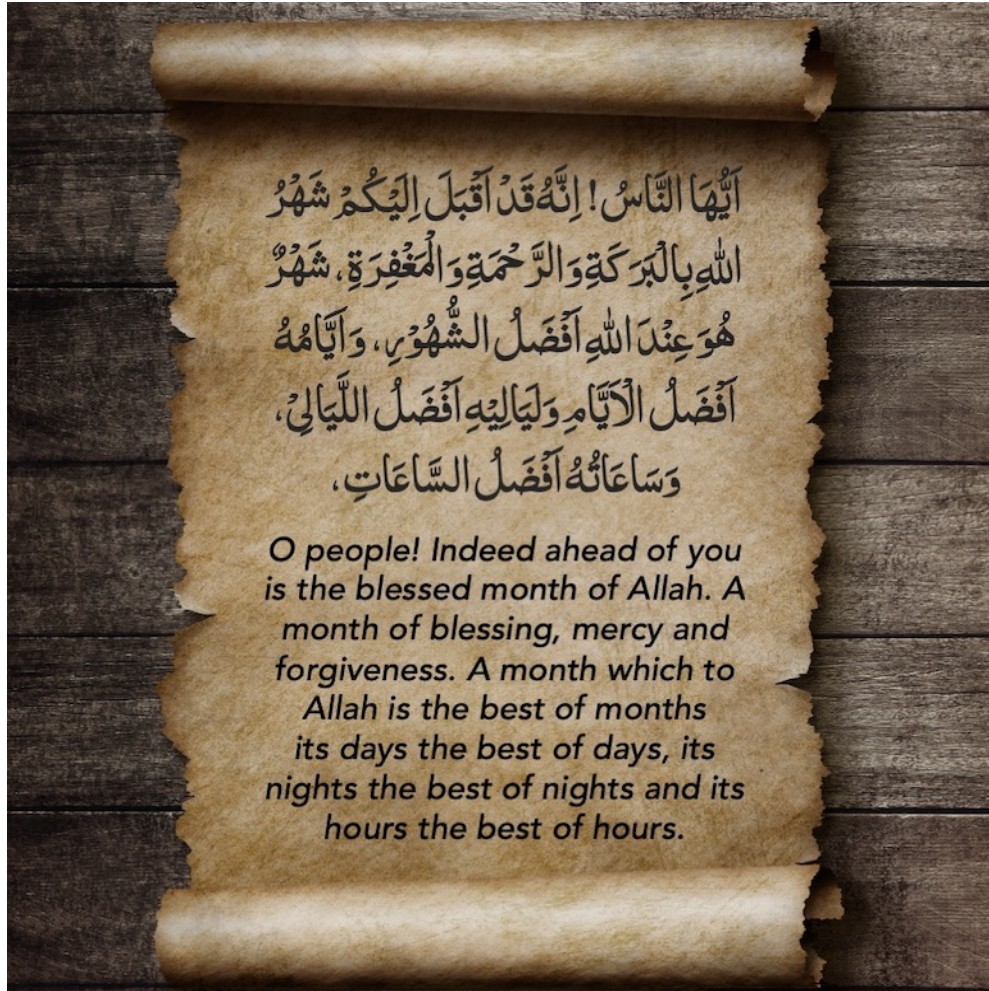 اَيُّهَا النَّاسُ! اِنَّهُ قَدْ اَقْبَلَ اِلَيْكُمْ شَهْرُ
اللهِ بِالْبَرَكَةِ وَالرَّحْمَةِ وَالْمَغْفِرَةِ، شَهْرٌ
هُوَ عِنْدَ اللهِ اَفْضَلُ الشُّهُوْرِ، وَاَيَّامُهُ
اَفْضَلُ الْاَيَّامِ وَلَيَالِيْهِ اَفْضَلُ اللَّيَالِيْ،
وَسَاعَاتُهُ اَفْضَلُ السَّاعَاتِ،
O people! Indeed ahead of you
is the blessed month of Allah. A
month of blessing, mercy and
forgiveness. A month which to
Allah is the best of months
its days the best of days, its
nights the best of nights and its
hours the best of hours.